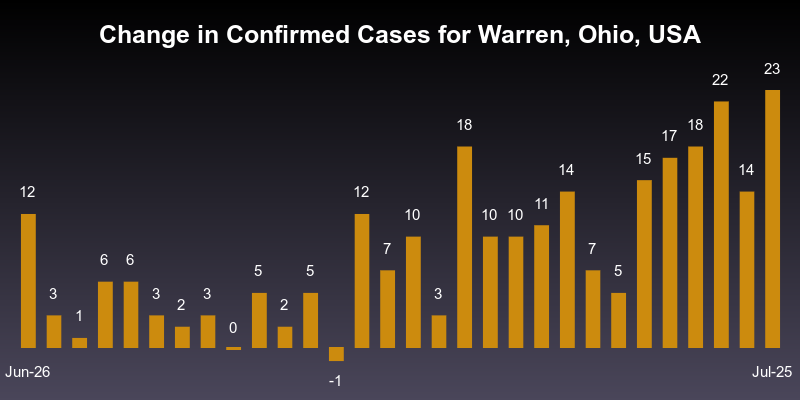 Change in Confirmed Cases for Warren, Ohio, USA
12 3 1 6 6 3 2 3 0 5 2 5 -1 12 7 10 3 18 10 10 11 14 7 5 15 17 18 22 14 23
Jun-26 Jul-25